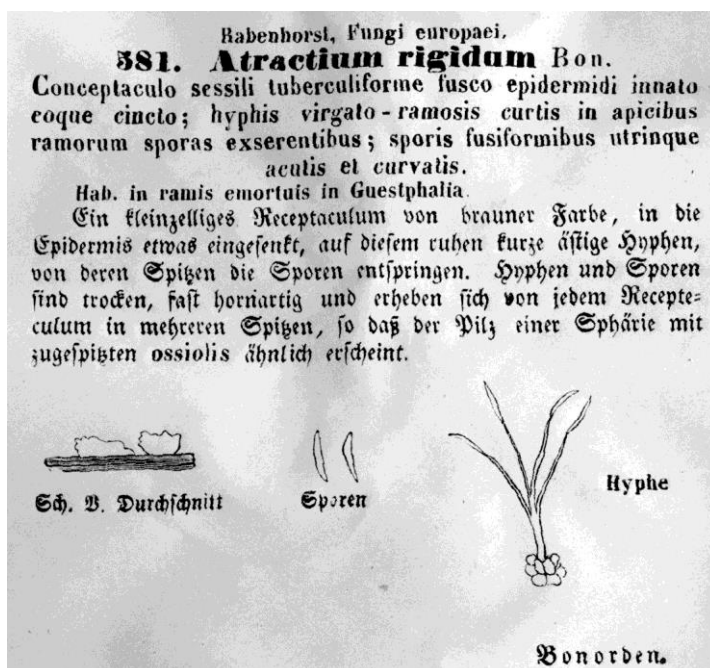 Rabenhorst, Fungi europaei.
581. Atractium rigidum Bon.
Conceptaculo sessili tuberculiforme fusco epidermidi innato
eoque cincto; hyphis virgato-ramosis curtis in apicibus
ramorum sporas exserentibus; sporis fusiformibus utrinque
acutis et curvatis.
Hab. in ramis emortuis in Guestphalia.
Ein kleinzelliges Receptaculum von brauner Farbe, in die
Epidermis etwas eingesenkt, auf diesem ruhen kurze ästige Hyphen,
von deren Spitzen die Sporen entspringen. Hyphen und Sporen
sind trocken, fast hornartig und erheben sich von jedem Recepte-
culum in mehreren Spitzen, so daß der Pilz einer Sphärie mit
zugespitzten ossiolis ähnlich erscheint.
Sch. V. Durchschnitt
Sporen
Hyphe
Bonorden.